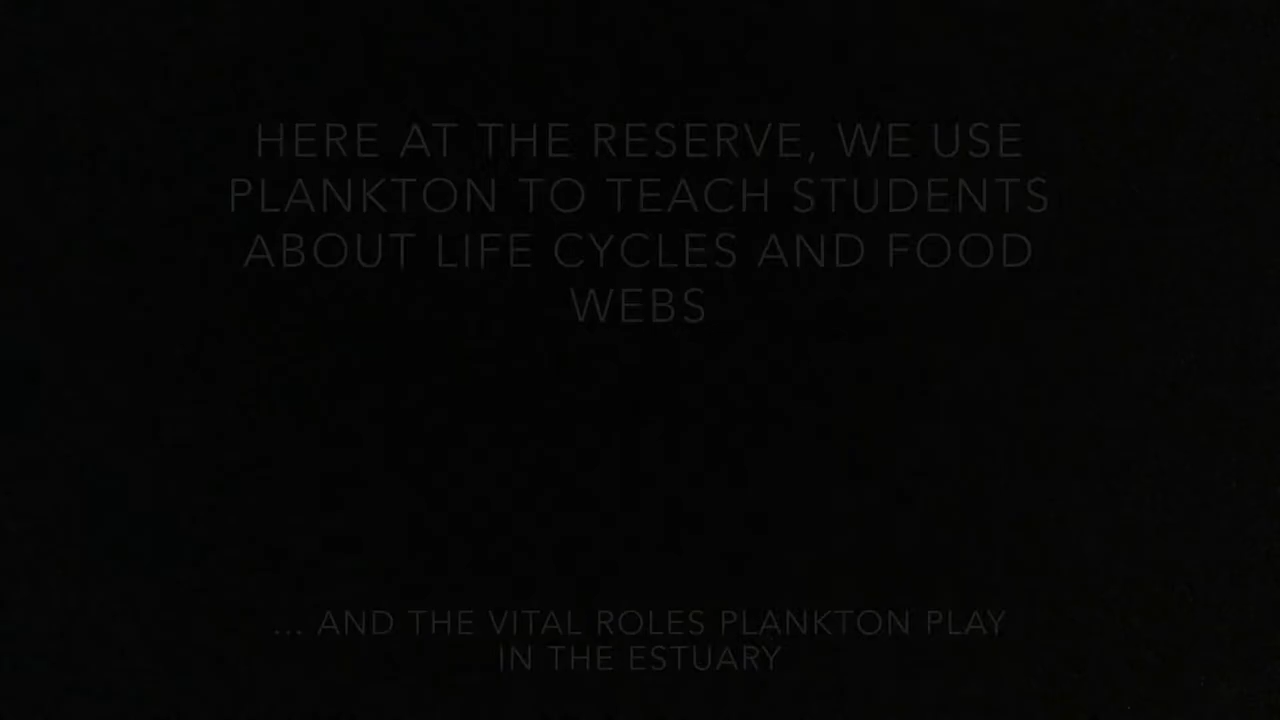 HERE AT THE RESERVE, WE USE
PLANKTON TO TEACH STUDENTS
ABOUT LIFE CYCLES AND FOOD
WEBS
... AND THE VITAL ROLES PLANKTON PLAY
IN THE ESTUARY